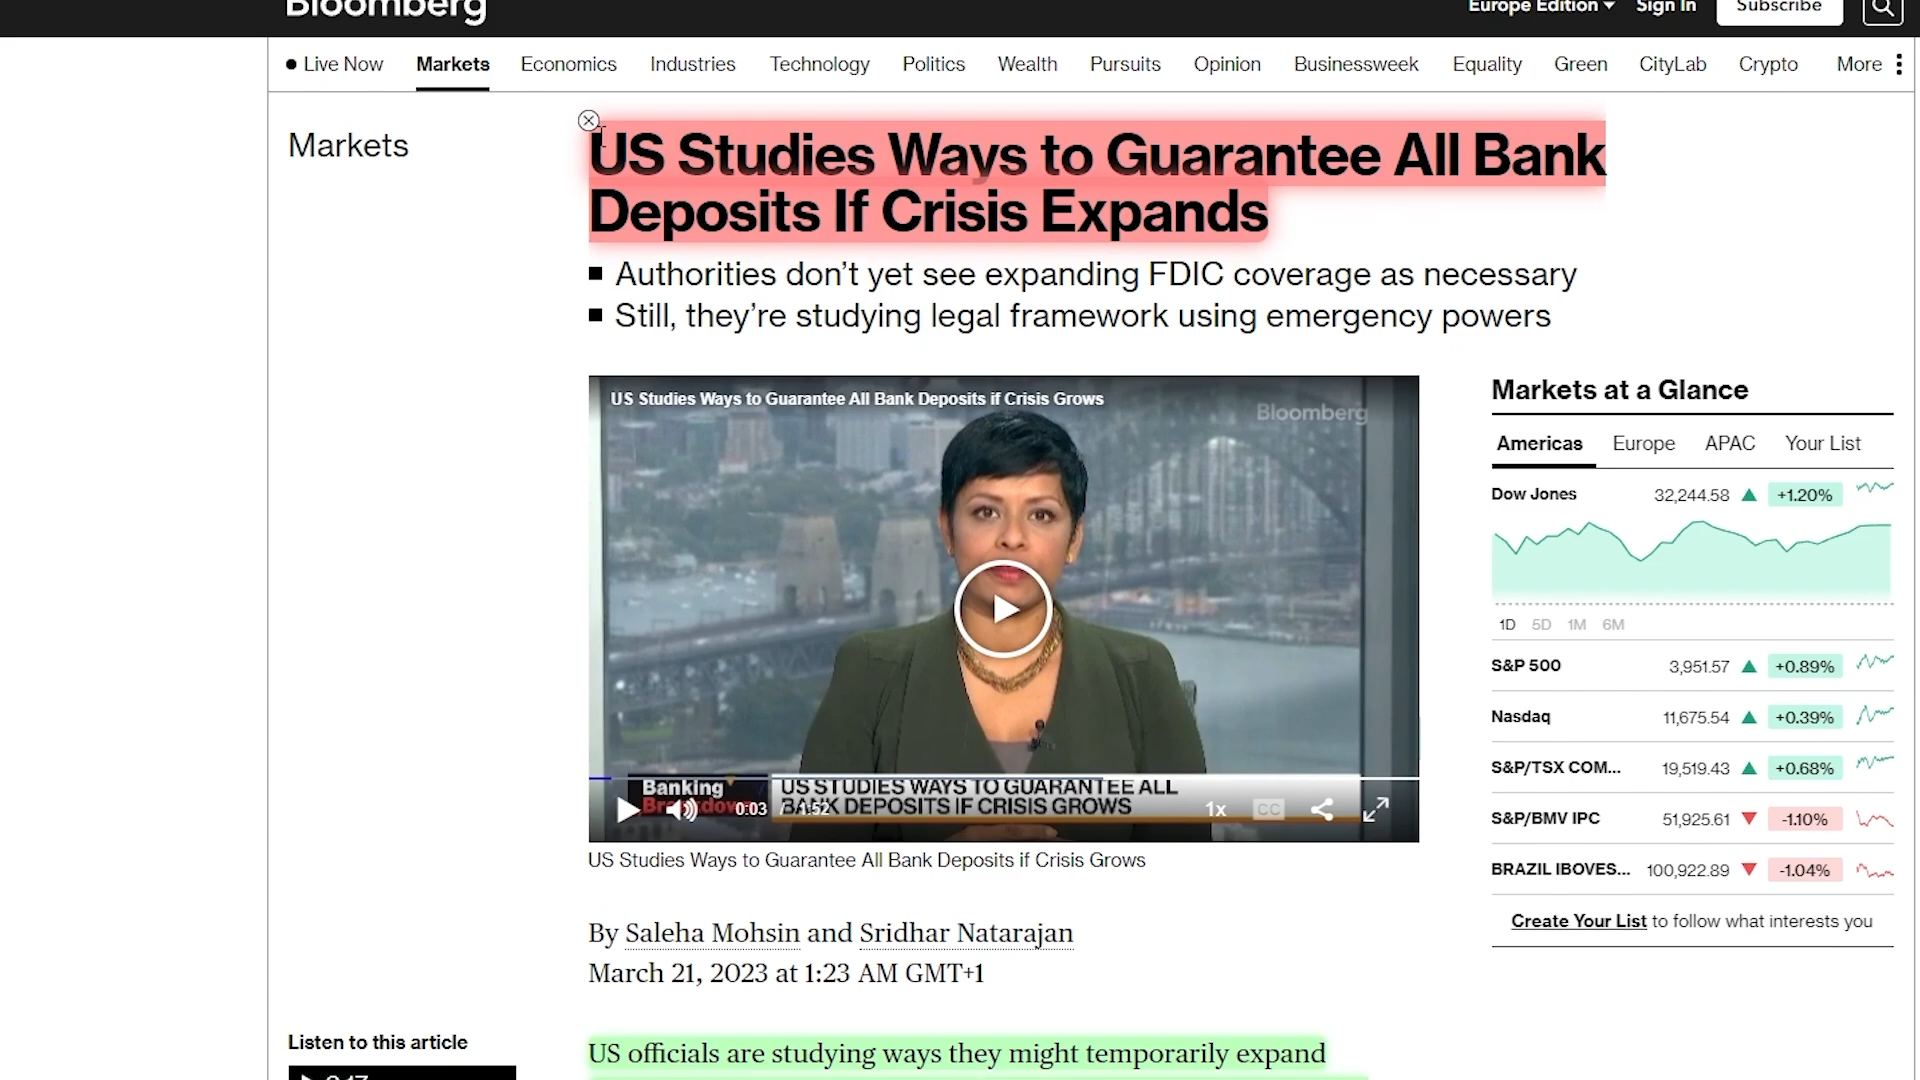 Bloomberg
Europe Edition
Sign In
Subscribe
Live Now
Markets
Economics
Industries
Technology
Politics
Wealth
Pursuits
Opinion
Businessweek
Equality
Green
CityLab
Crypto
More
Markets
US Studies Ways to Guarantee All Bank
Deposits If Crisis Expands
Authorities don't yet see expanding FDIC coverage as necessary
Still, they're studying legal framework using emergency powers
US Studies Ways to Guarantee All Bank Deposits if Crisis Grows
Bloomberg
Banking
Breakdown
US STUDIES WAYS TO GUARANTEE ALL
BANK DEPOSITS IF CRISIS GROWS
0:03 / 1:52
1x
CC
US Studies Ways to Guarantee All Bank Deposits if Crisis Grows
By Saleha Mohsin and Sridhar Natarajan
March 21, 2023 at 1:23 AM GMT+1
Listen to this article
US officials are studying ways they might temporarily expand
Markets at a Glance
Americas
Europe
APAC
Your List
Dow Jones 32,244.58 +1.20%
1D 5D 1M 6M
S&P 500 3,951.57 +0.89%
Nasdaq 11,675.54 +0.39%
S&P/TSX COM... 19,519.43 +0.68%
S&P/BMV IPC 51,925.61 -1.10%
BRAZIL IBOVES... 100,922.89 -1.04%
Create Your List to follow what interests you